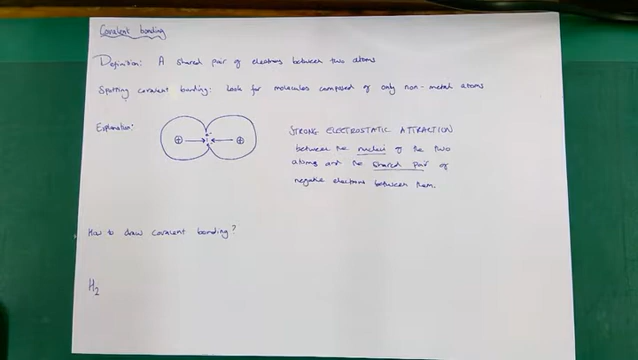 Covalent bonding
Definition: A shared pair of electrons between two atoms
Spotting covalent bonding: Look for molecules composed of only non-metal atoms
Explanation:
+ +
STRONG ELECTROSTATIC ATTRACTION
between the nuclei of the two
atoms and the shared pair of
negative electrons between them.
How to draw covalent bonding?
H₂